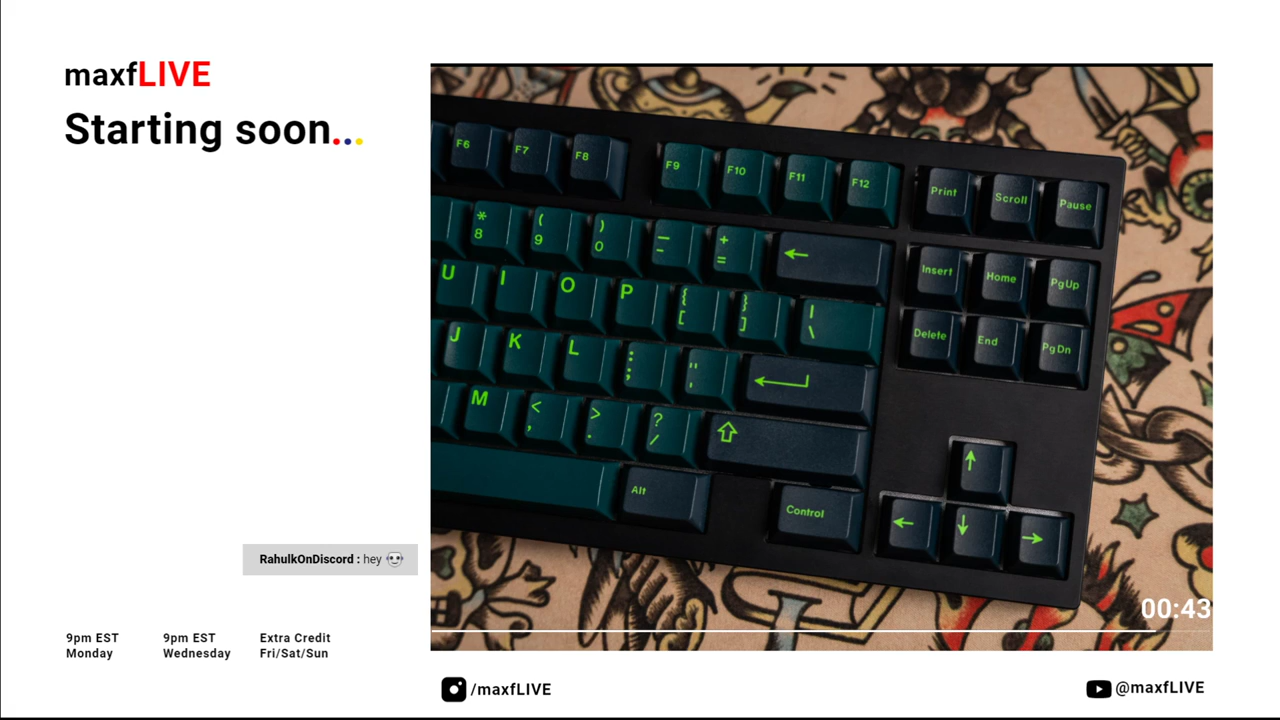 maxfLIVE
Starting soon...
F6 F7 F8 F9 F10 F11 F12 Print Scroll Pause
* ( ) — +
8 9 0 - = ←
Insert Home PgUp
U I O P { } |
[ ] \
Delete End PgDn
J K L : "
; '
M < > ?
, . /
Alt Control
↑
← ↓ →
RahulkOnDiscord : hey
9pm EST 9pm EST Extra Credit
Monday Wednesday Fri/Sat/Sun
00:43
/maxfLIVE
@maxfLIVE